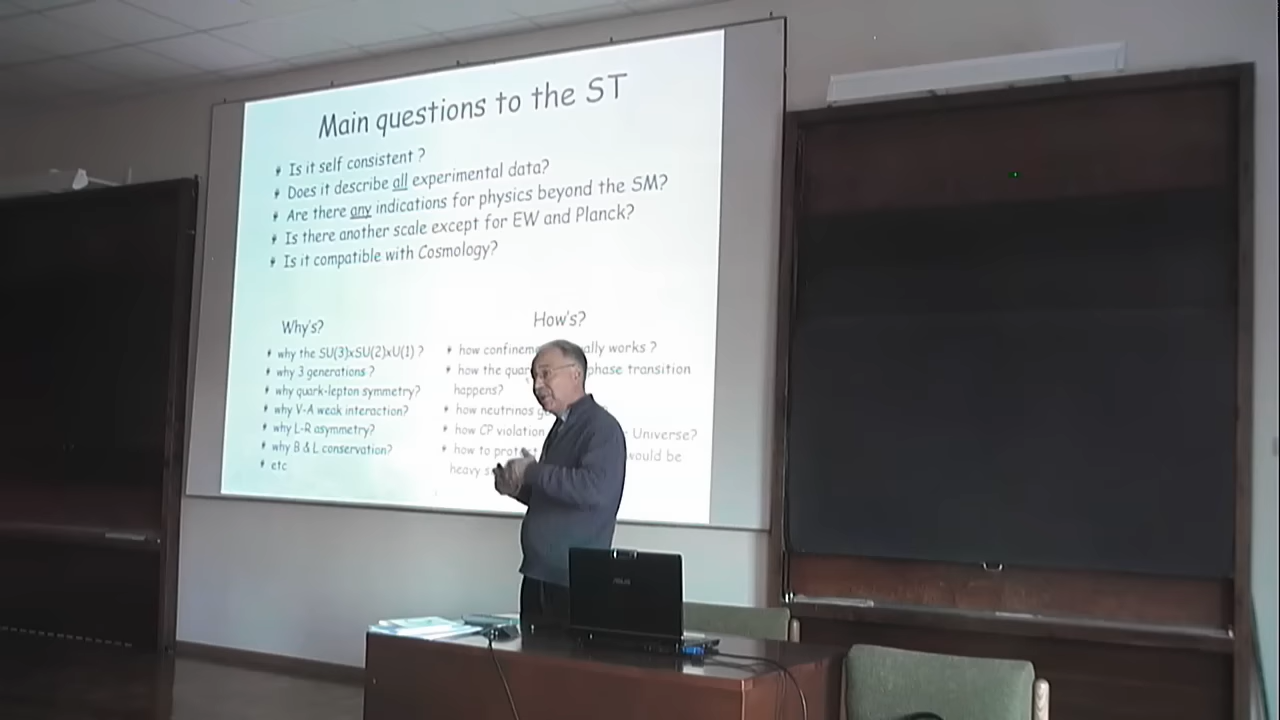 Main questions to the ST
Is it self consistent ?
Does it describe all experimental data?
Are there any indications for physics beyond the SM?
Is there another scale except for EW and Planck?
Is it compatible with Cosmology?
Why's?
why the SU(3)xSU(2)xU(1) ?
why 3 generations ?
why quark-lepton symmetry?
why V-A weak interaction?
why L-R asymmetry?
why B & L conservation?
etc
How's?
how works ?
how the phase transition
happens?
how neutrinos
how CP violation Universe?
how to would be
heavy
ASUS